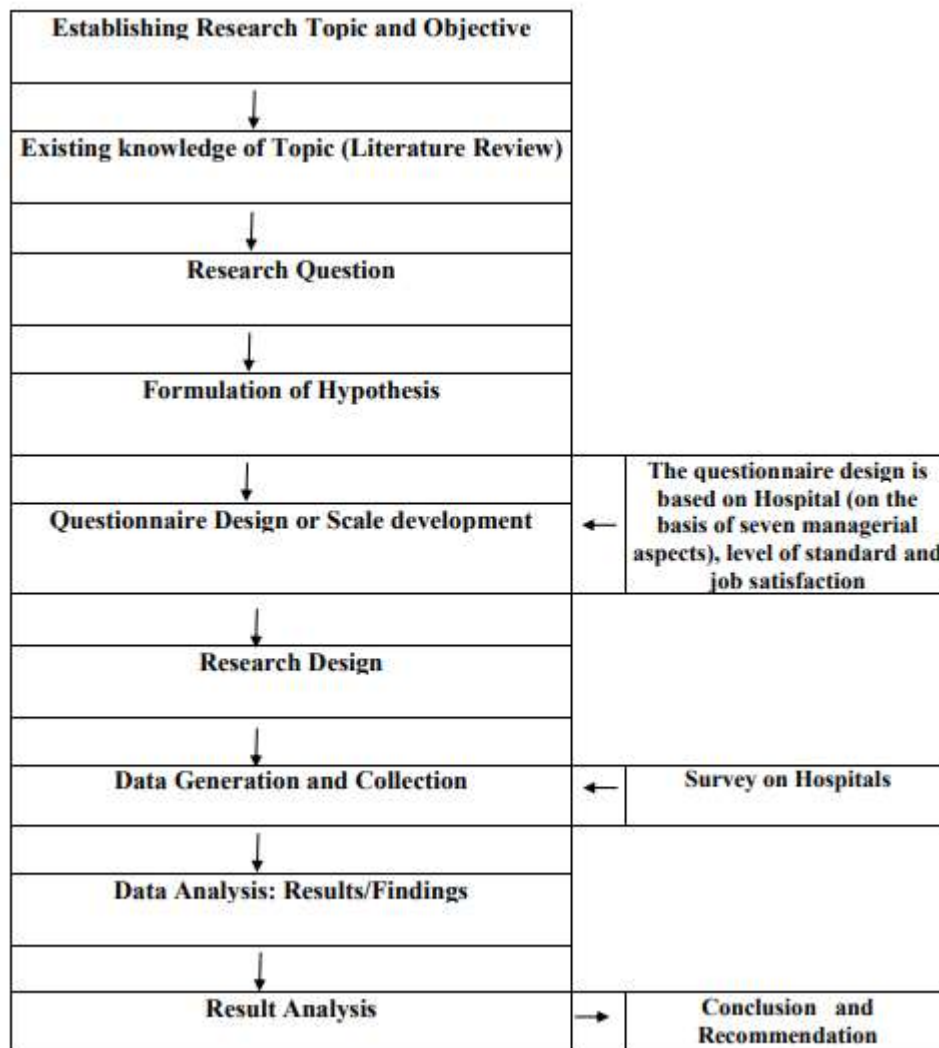 Establishing Research Topic and Objective
Existing knowledge of Topic (Literature Review)
Research Question
Formulation of Hypothesis
Questionnaire Design or Scale development
The questionnaire design is
based on Hospital (on the
basis of seven managerial
aspects), level of standard and
job satisfaction
Research Design
Data Generation and Collection
Survey on Hospitals
Data Analysis: Results/Findings
Result Analysis
Conclusion and
Recommendation